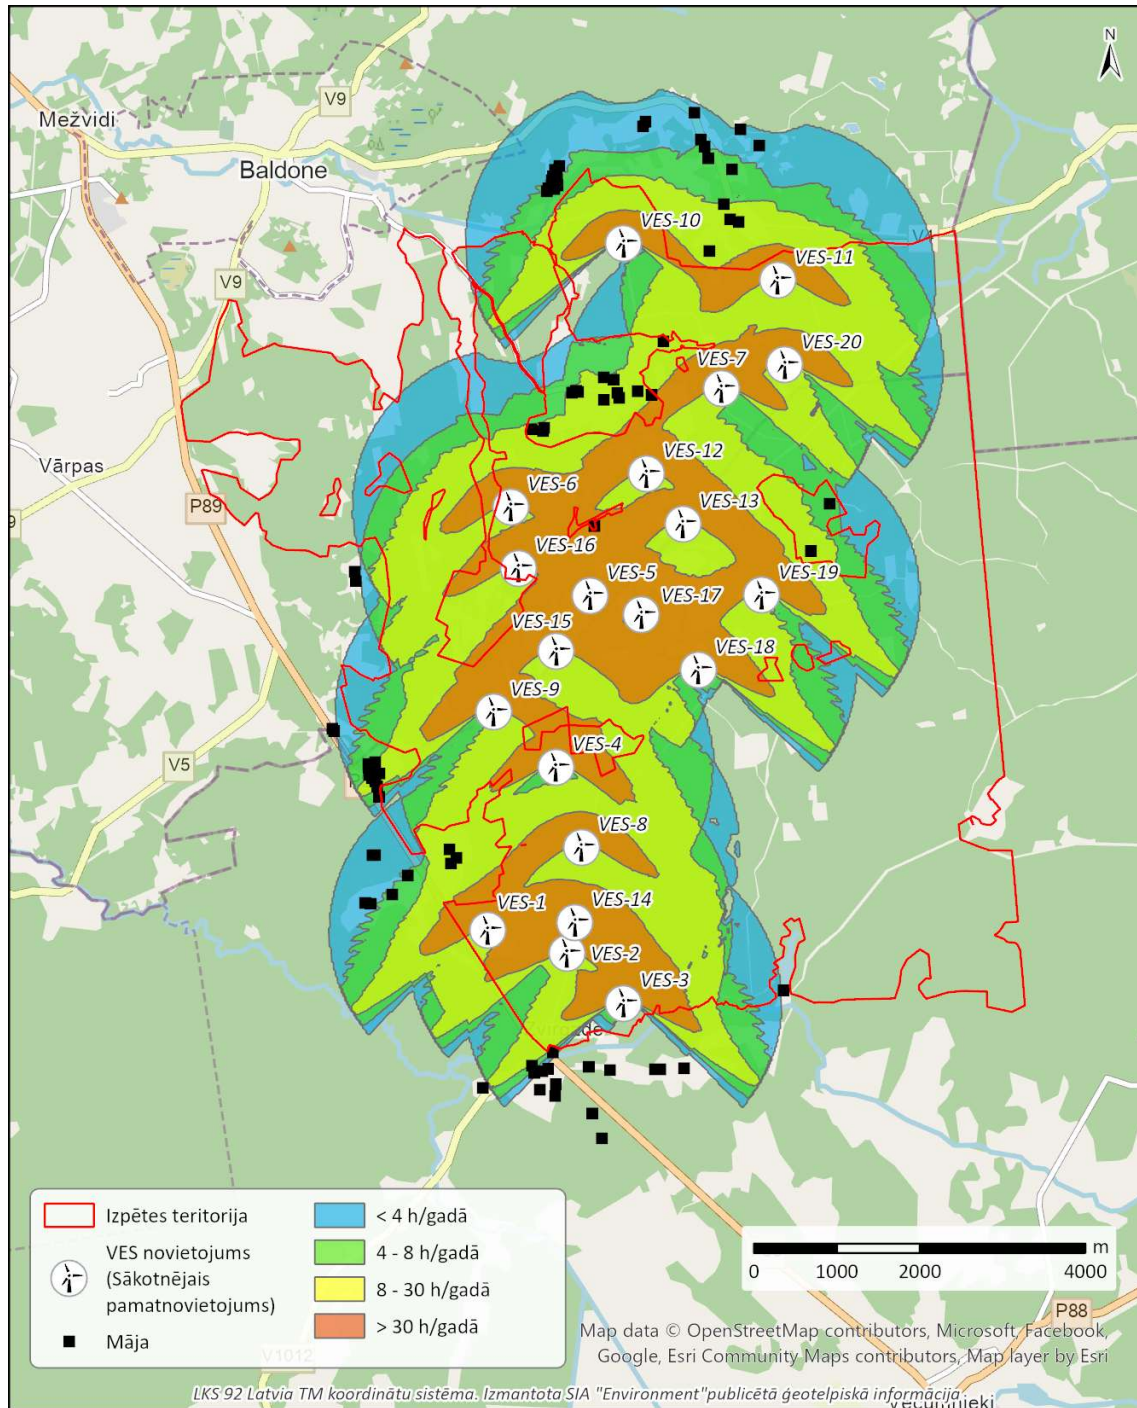 N
V9
Mežvidi
Baldone
VES-10
V4
VES-11
V9
VES-20
VES-7
Vārpas
VES-12
VES-6
P89
VES-13
9
VES-16
VES-5
VES-19
VES-17
VES-15
VES-18
VES-9
VES-4
V5
VES-8
VES-14
VES-1
VES-2
VES-3
Izpētes teritorija
VES novietojums
(Sākotnējais
pamatnovietojums)
Māja
< 4 h/gadā
4 - 8 h/gadā
8 - 30 h/gadā
> 30 h/gadā
m
0 1000 2000 4000
P88
V1012
Map data © OpenStreetMap contributors, Microsoft, Facebook,
Google, Esri Community Maps contributors, Map layer by Esri
LKS 92 Latvia TM koordinātu sistēma. Izmantota SIA "Environment"publicētā ģeotelpiskā informācija
Vecumnieki